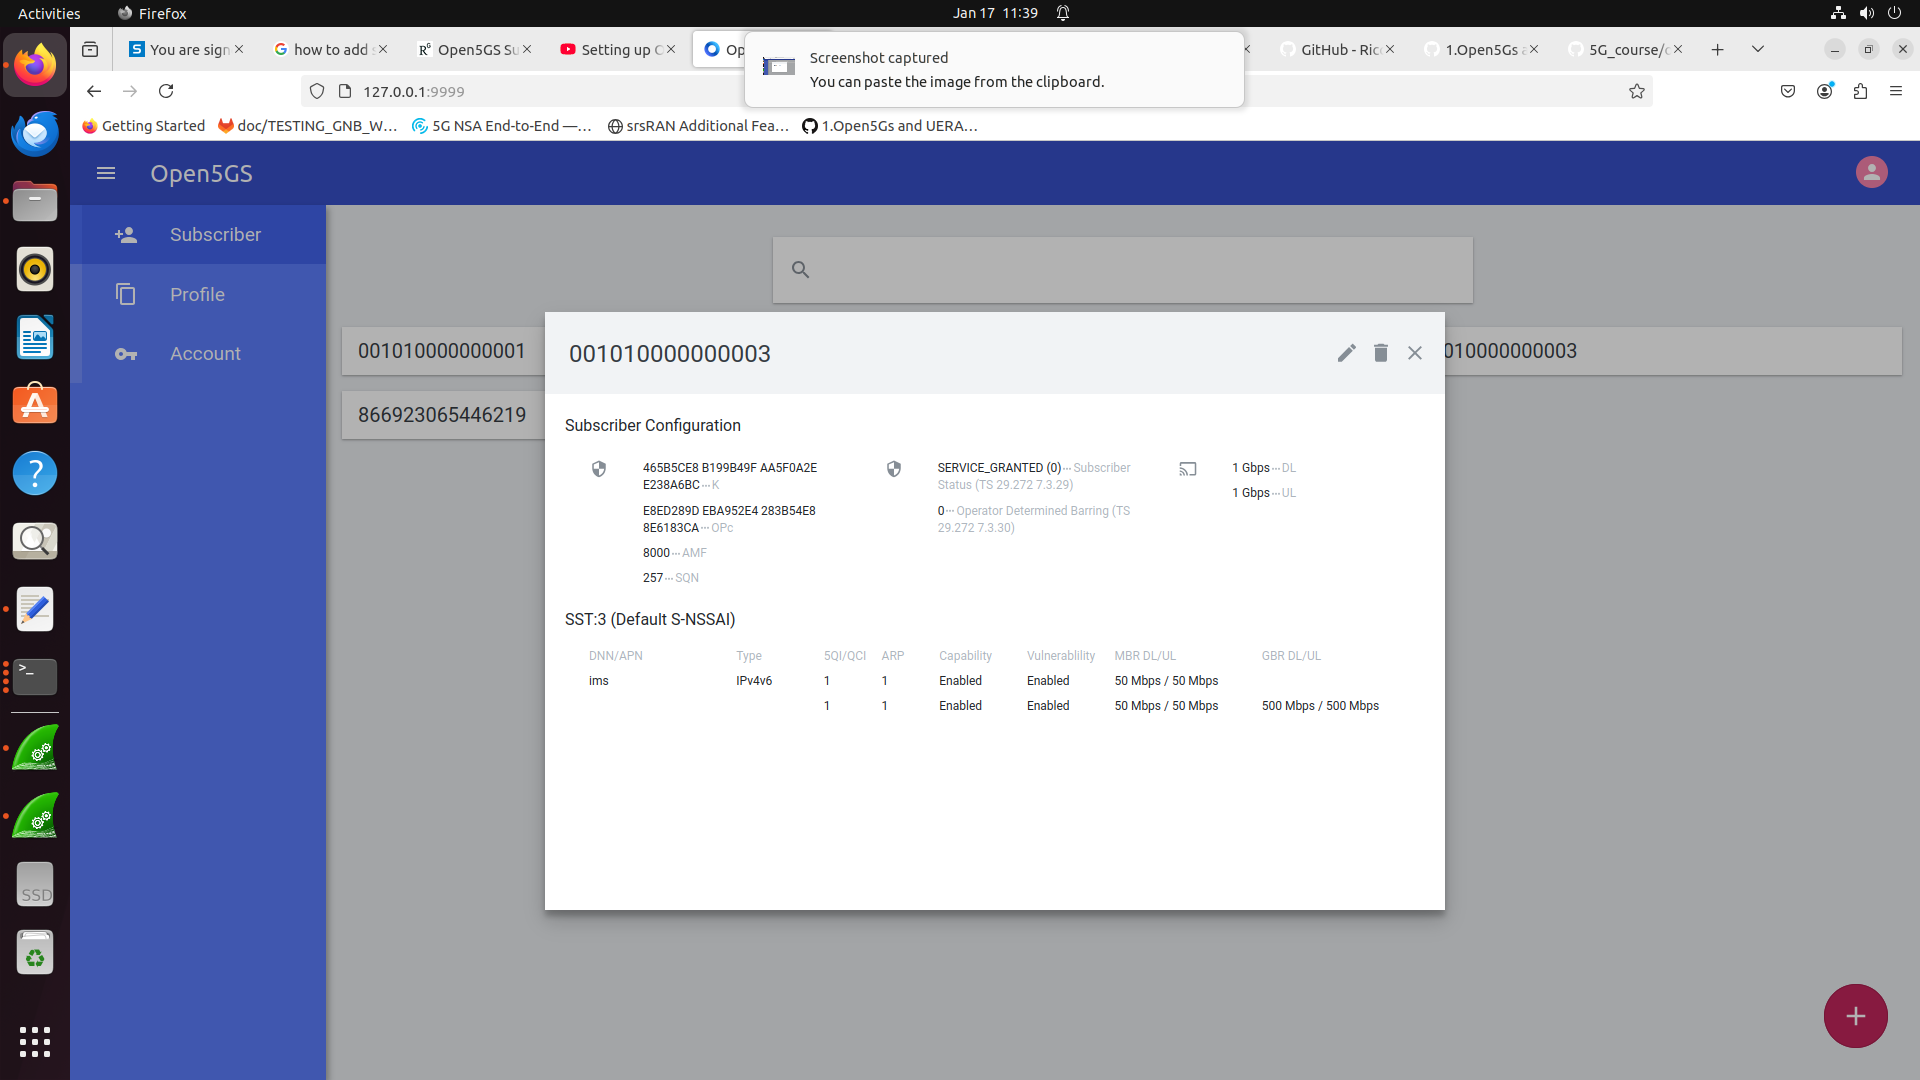 Activities
Firefox
Jan 17 11:39
You are sign
how to add s
Open5GS Su
Setting up O
Op
GitHub - Ric
1.Open5Gs a
5G_course/c
Screenshot captured
You can paste the image from the clipboard.
127.0.0.1:9999
Getting Started
doc/TESTING_GNB_W…
5G NSA End-to-End —…
srsRAN Additional Fea…
1.Open5Gs and UERA…
Open5GS
Subscriber
Profile
Account
001010000000001
010000000003
866923065446219
001010000000003
Subscriber Configuration
465B5CE8 B199B49F AA5F0A2E
E238A6BC···K
E8ED289D EBA952E4 283B54E8
8E6183CA···OPc
8000···AMF
257···SQN
SERVICE_GRANTED (0)···Subscriber
Status (TS 29.272 7.3.29)
0···Operator Determined Barring (TS
29.272 7.3.30)
1 Gbps···DL
1 Gbps···UL
SST:3 (Default S-NSSAI)
DNN/APN Type 5QI/QCI ARP Capability Vulnerablility MBR DL/UL GBR DL/UL
ims IPv4v6 1 1 Enabled Enabled 50 Mbps / 50 Mbps
1 1 Enabled Enabled 50 Mbps / 50 Mbps 500 Mbps / 500 Mbps
SSD